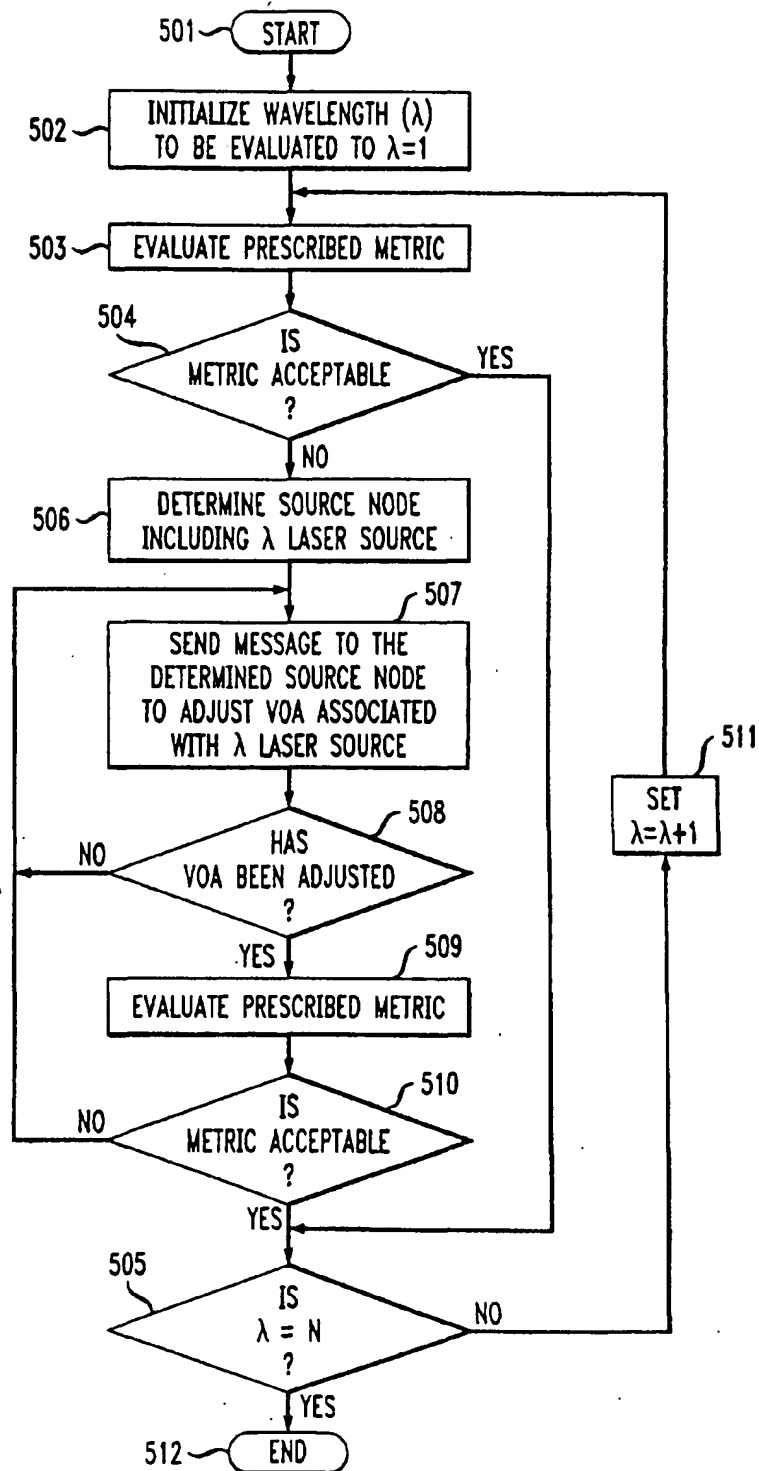 501
START
502
INITIALIZE WAVELENGTH (λ)
TO BE EVALUATED TO λ=1
503
EVALUATE PRESCRIBED METRIC
504
IS
METRIC ACCEPTABLE
?
YES
NO
506
DETERMINE SOURCE NODE
INCLUDING λ LASER SOURCE
507
SEND MESSAGE TO THE
DETERMINED SOURCE NODE
TO ADJUST VOA ASSOCIATED
WITH λ LASER SOURCE
511
SET
λ=λ+1
508
HAS
VOA BEEN ADJUSTED
?
NO
YES
509
EVALUATE PRESCRIBED METRIC
510
IS
METRIC ACCEPTABLE
?
NO
YES
505
IS
λ = N
?
NO
YES
512
END